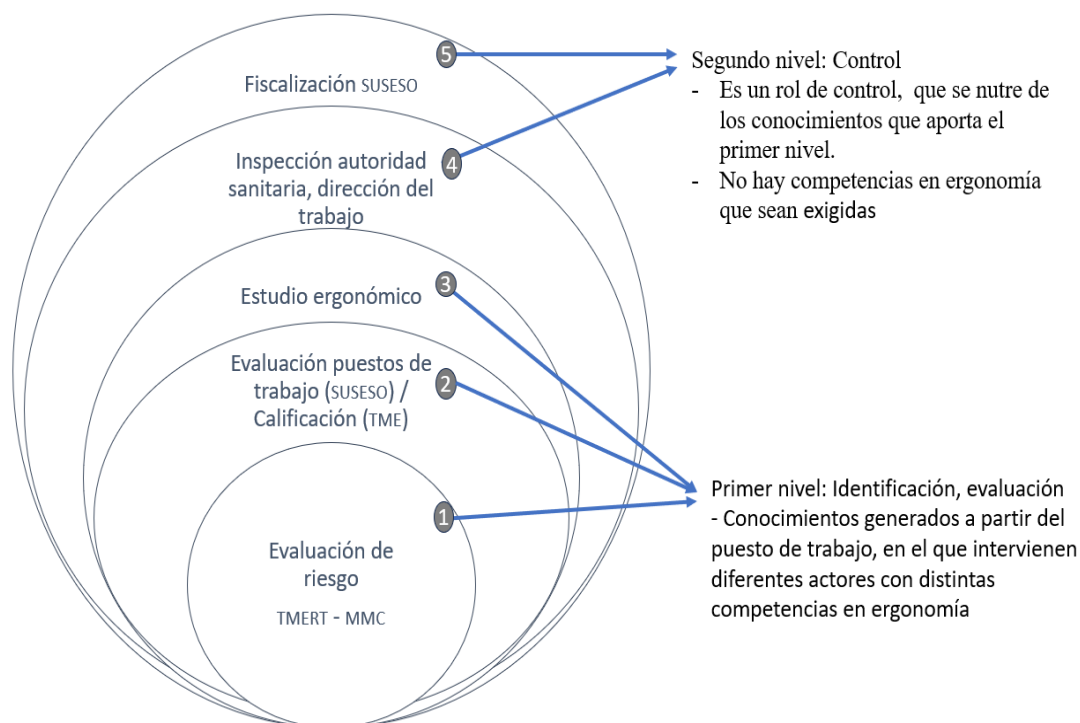 5
Fiscalización SUSESO
4
Inspección autoridad
sanitaria, dirección del
trabajo
3
Estudio ergonómico
2
Evaluación puestos de
trabajo (SUSESO) /
Calificación (TME)
1
Evaluación de
riesgo
TMERT - MMC
Segundo nivel: Control
- Es un rol de control, que se nutre de
los conocimientos que aporta el
primer nivel.
- No hay competencias en ergonomía
que sean exigidas
Primer nivel: Identificación, evaluación
- Conocimientos generados a partir del
puesto de trabajo, en el que intervienen
diferentes actores con distintas
competencias en ergonomía